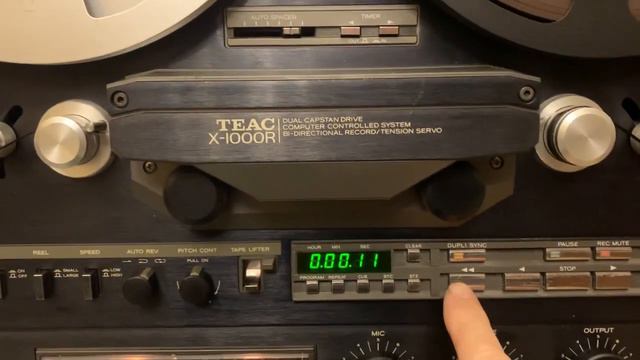 AUTO SPACER
TIMER
TEAC
X-1000R
DUAL CAPSTAN DRIVE
COMPUTER CONTROLLED SYSTEM
BI-DIRECTIONAL RECORD/TENSION SERVO
REEL
SPEED
AUTO REV
PITCH CONT
TAPE LIFTER
HOUR MIN SEC
CLEAR
DUPLI SYNC
PAUSE
REC MUTE
ON
OFF
SMALL
LARGE
LOW
HIGH
PULL ON
0.00.11
PROGRAM REPEAT CUE STC STZ
STOP
MIC
OUTPUT